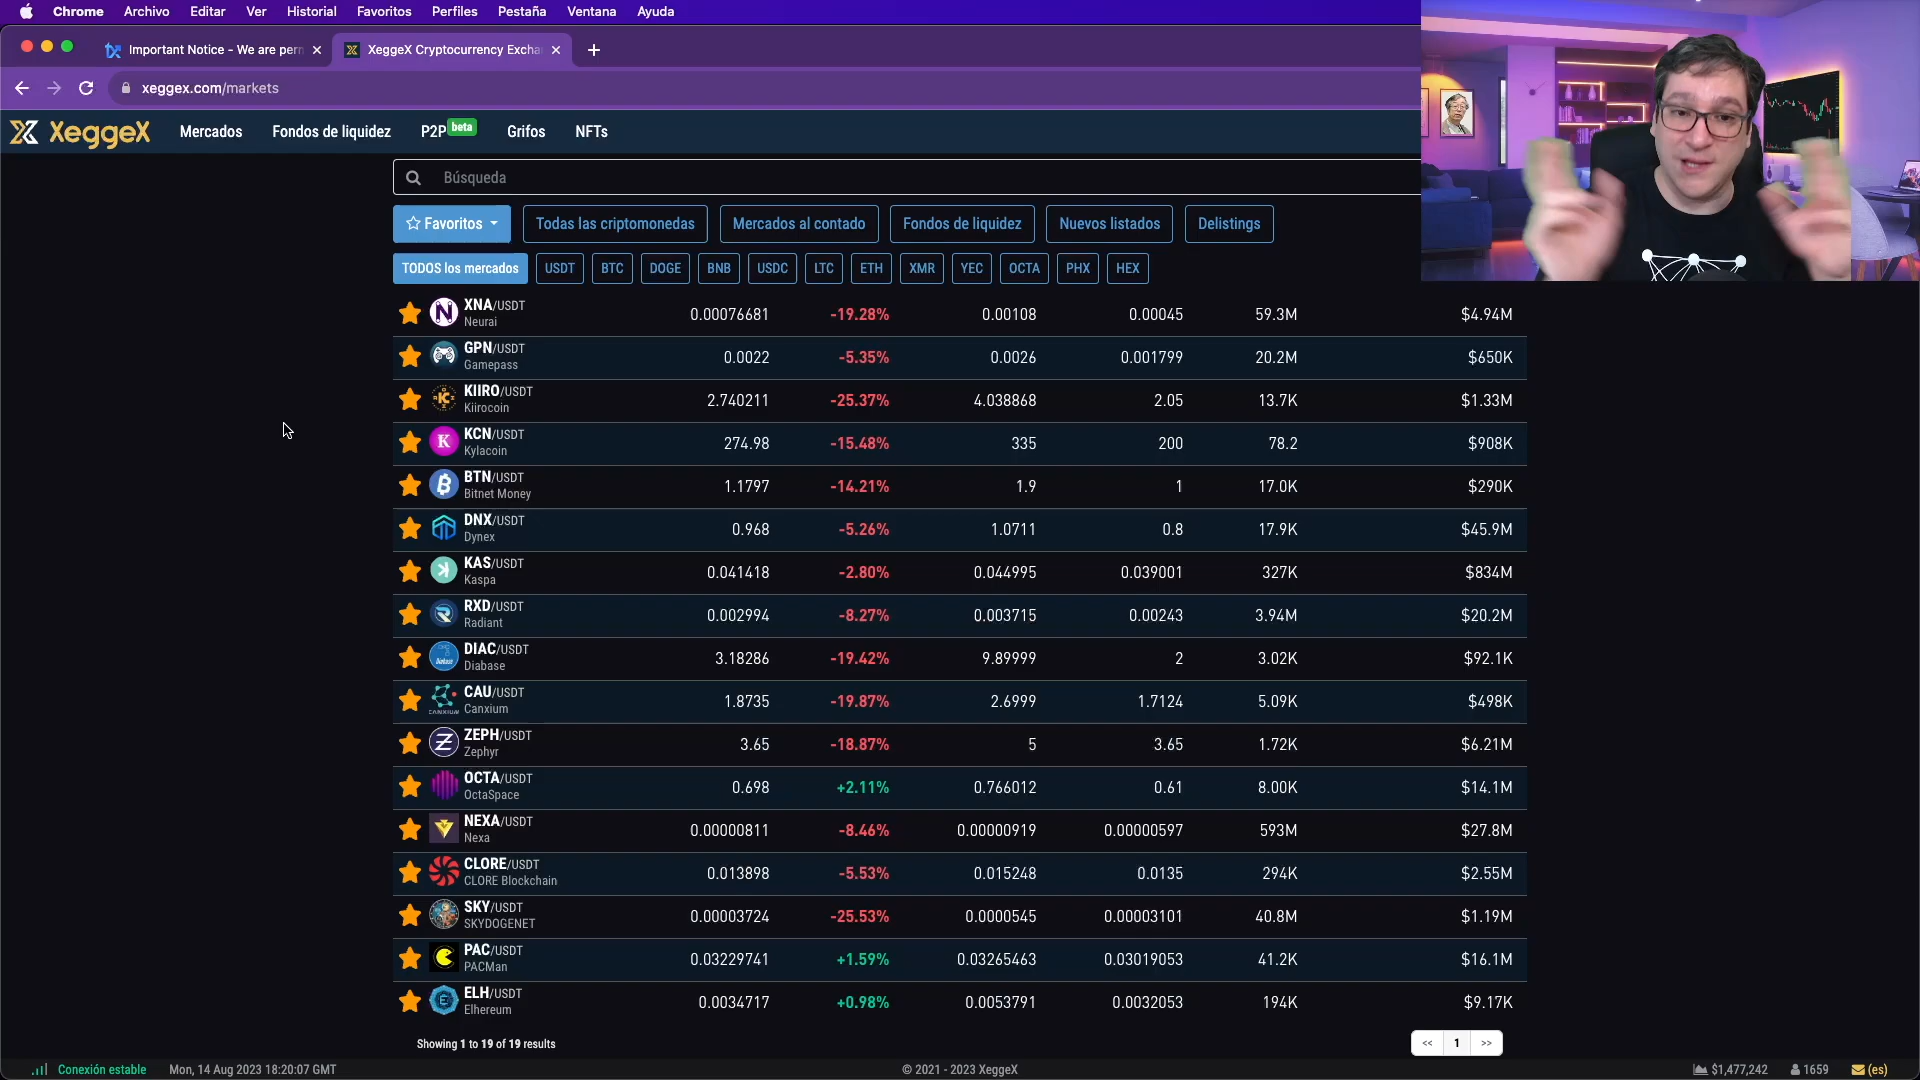 Chrome Archivo Editar Ver Historial Favoritos Perfiles Pestaña Ventana Ayuda
Important Notice - We are perm
XeggeX Cryptocurrency Excha
xeggex.com/markets
XeggeX Mercados Fondos de liquidez P2P beta Grifos NFTs
Búsqueda
Favoritos Todas las criptomonedas Mercados al contado Fondos de liquidez Nuevos listados Delistings
TODOS los mercados USDT BTC DOGE BNB USDC LTC ETH XMR YEC OCTA PHX HEX
XNA/USDT 0.00076681 -19.28% 0.00108 0.00045 59.3M $4.94M
Neurai
GPN/USDT 0.0022 -5.35% 0.0026 0.001799 20.2M $650K
Gamepass
KIIRO/USDT 2.740211 -25.37% 4.038868 2.05 13.7K $1.33M
Kiirocoin
KCN/USDT 274.98 -15.48% 335 200 78.2 $908K
Kylacoin
BTN/USDT 1.1797 -14.21% 1.9 1 17.0K $290K
Bitnet Money
DNX/USDT 0.968 -5.26% 1.0711 0.8 17.9K $45.9M
Dynex
KAS/USDT 0.041418 -2.80% 0.044995 0.039001 327K $834M
Kaspa
RXD/USDT 0.002994 -8.27% 0.003715 0.00243 3.94M $20.2M
Radiant
DIAC/USDT 3.18286 -19.42% 9.89999 2 3.02K $92.1K
Diabase
CAU/USDT 1.8735 -19.87% 2.6999 1.7124 5.09K $498K
Canxium
ZEPH/USDT 3.65 -18.87% 5 3.65 1.72K $6.21M
Zephyr
OCTA/USDT 0.698 +2.11% 0.766012 0.61 8.00K $14.1M
OctaSpace
NEXA/USDT 0.00000811 -8.46% 0.00000919 0.00000597 593M $27.8M
Nexa
CLORE/USDT 0.013898 -5.53% 0.015248 0.0135 294K $2.55M
CLORE Blockchain
SKY/USDT 0.00003724 -25.53% 0.0000545 0.00003101 40.8M $1.19M
SKYDOGENET
PAC/USDT 0.03229741 +1.59% 0.03265463 0.03019053 41.2K $16.1M
PACMan
ELH/USDT 0.0034717 +0.98% 0.0053791 0.0032053 194K $9.17K
Elhereum
Showing 1 to 19 of 19 results << 1 >>
Conexión estable Mon, 14 Aug 2023 18:20:07 GMT © 2021 - 2023 XeggeX $1,477,242 1659 (es)